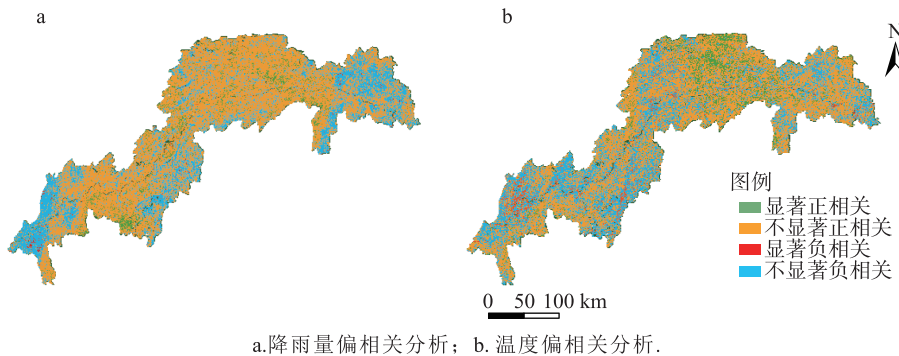 a
b
N
图例
显著正相关
不显著正相关
显著负相关
不显著负相关
0 50 100 km
a.降雨量偏相关分析；b.温度偏相关分析.